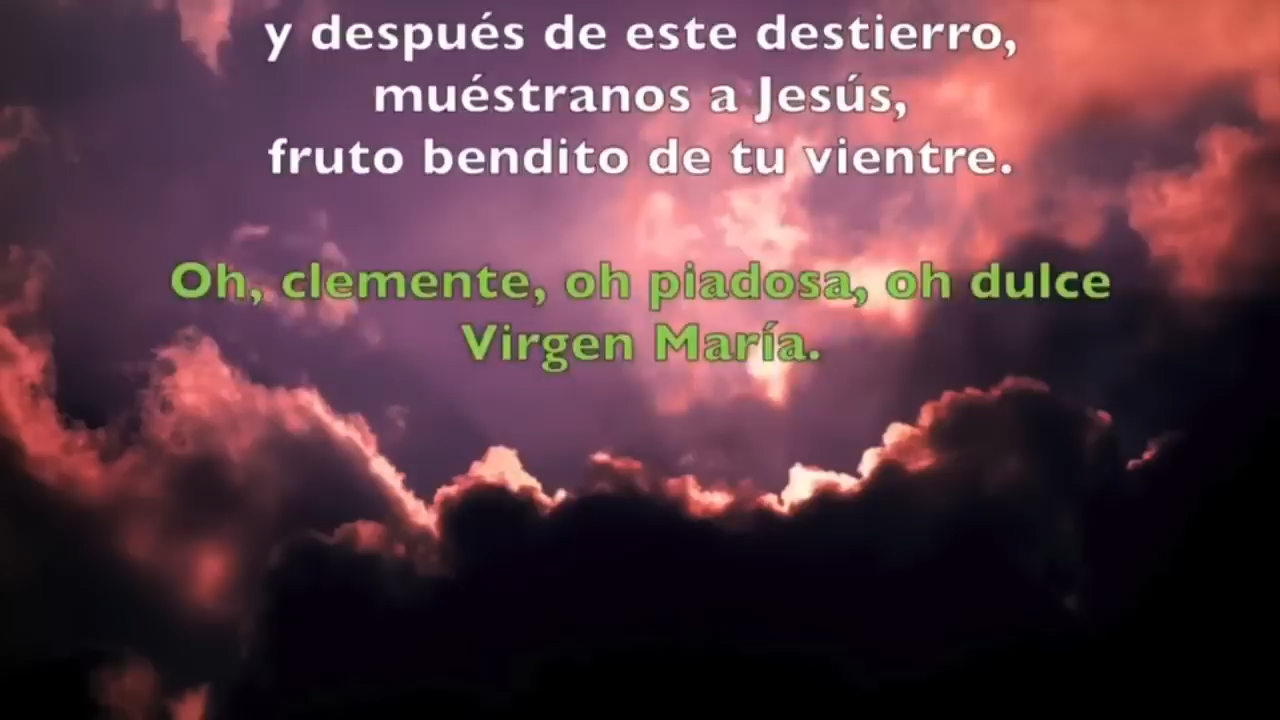 y después de este destierro,
muéstranos a Jesús,
fruto bendito de tu vientre.
Oh, clemente, oh piadosa, oh dulce
Virgen María.